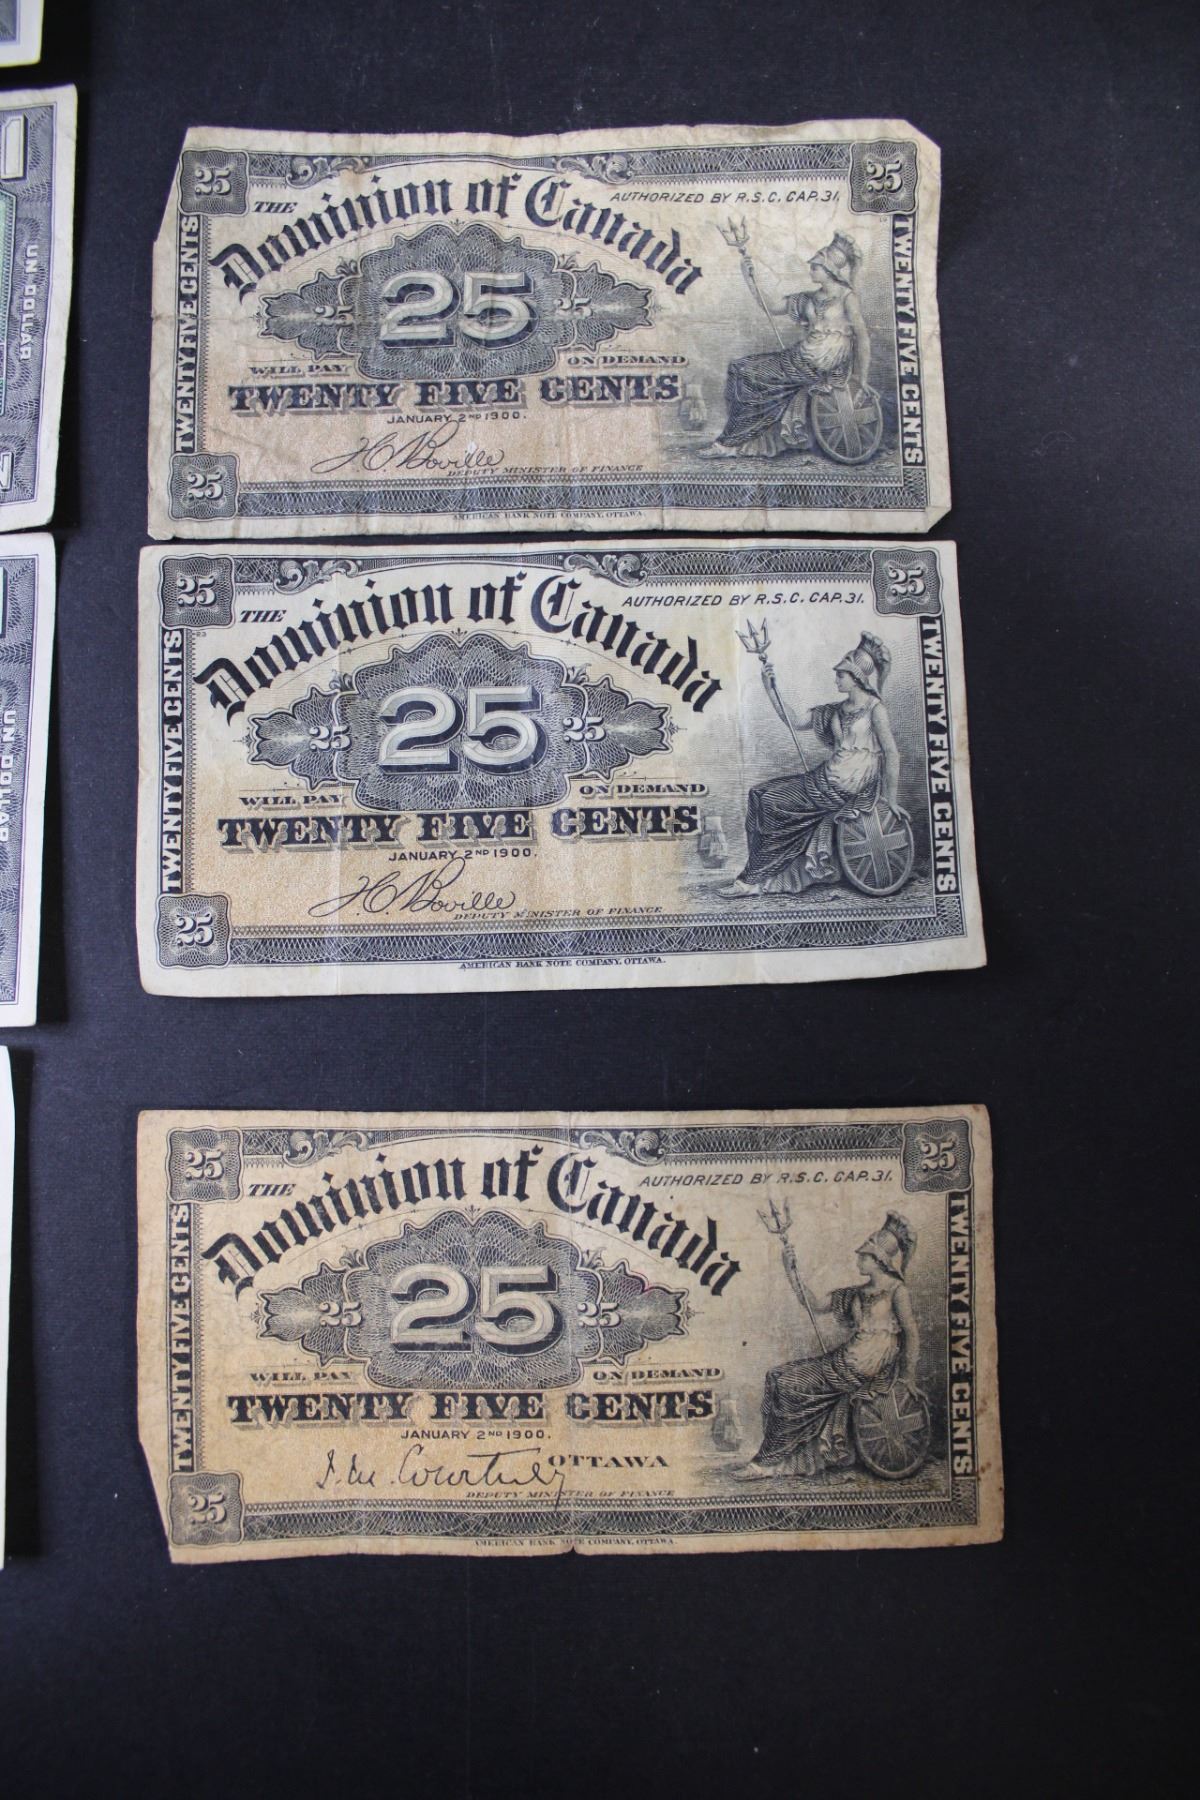 UN DOLLAR
UN DOLLAR
25
25
THE
Dominion of Canada
AUTHORIZED BY R.S.C. CAP. 31.
25
25
25
WILL PAY
ON DEMAND
TWENTY FIVE CENTS
JANUARY 2ND 1900.
H.C. Boville
DEPUTY MINISTER OF FINANCE
TWENTY FIVE CENTS
TWENTY FIVE CENTS
25
AMERICAN BANK NOTE COMPANY, OTTAWA.
25
25
THE
Dominion of Canada
AUTHORIZED BY R.S.C. CAP. 31.
25
25
25
WILL PAY
ON DEMAND
TWENTY FIVE CENTS
JANUARY 2ND 1900.
H.C. Boville
DEPUTY MINISTER OF FINANCE
TWENTY FIVE CENTS
TWENTY FIVE CENTS
25
AMERICAN BANK NOTE COMPANY, OTTAWA.
25
25
THE
Dominion of Canada
AUTHORIZED BY R.S.C. CAP. 31.
25
25
25
WILL PAY
ON DEMAND
TWENTY FIVE CENTS
JANUARY 2ND 1900.
J.M. Courtney
OTTAWA
DEPUTY MINISTER OF FINANCE
TWENTY FIVE CENTS
TWENTY FIVE CENTS
25
AMERICAN BANK NOTE COMPANY, OTTAWA.